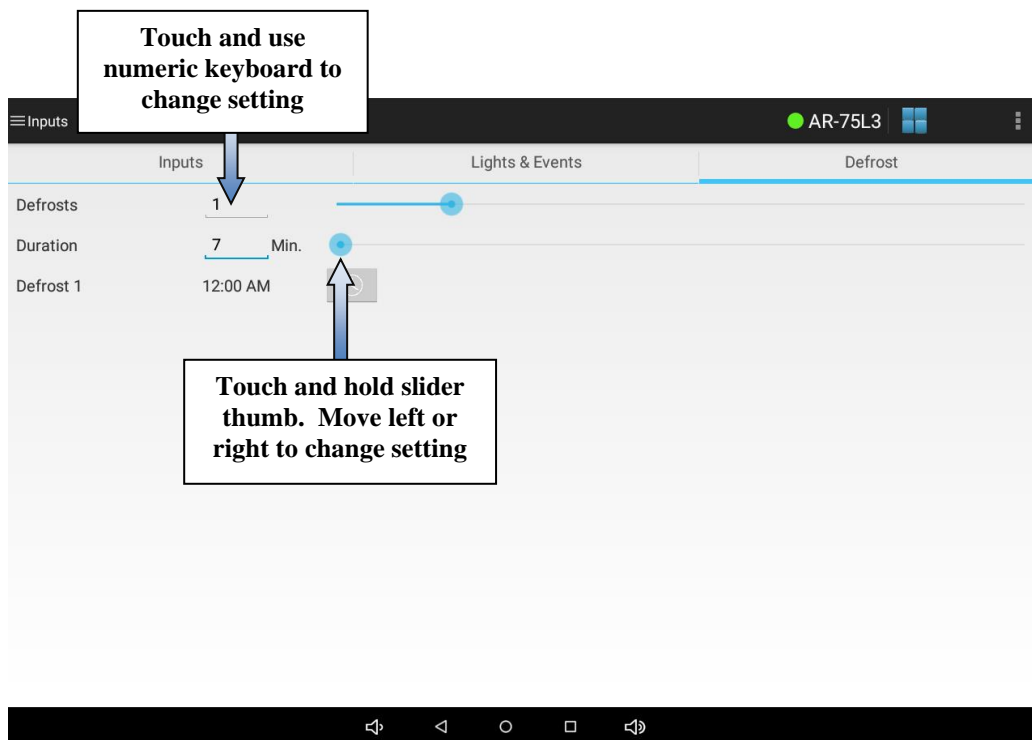 Touch and use
numeric keyboard to
change setting
Inputs
AR-75L3
Inputs Lights & Events Defrost
Defrosts 1
Duration 7 Min.
Defrost 1 12:00 AM
Touch and hold slider
thumb. Move left or
right to change setting